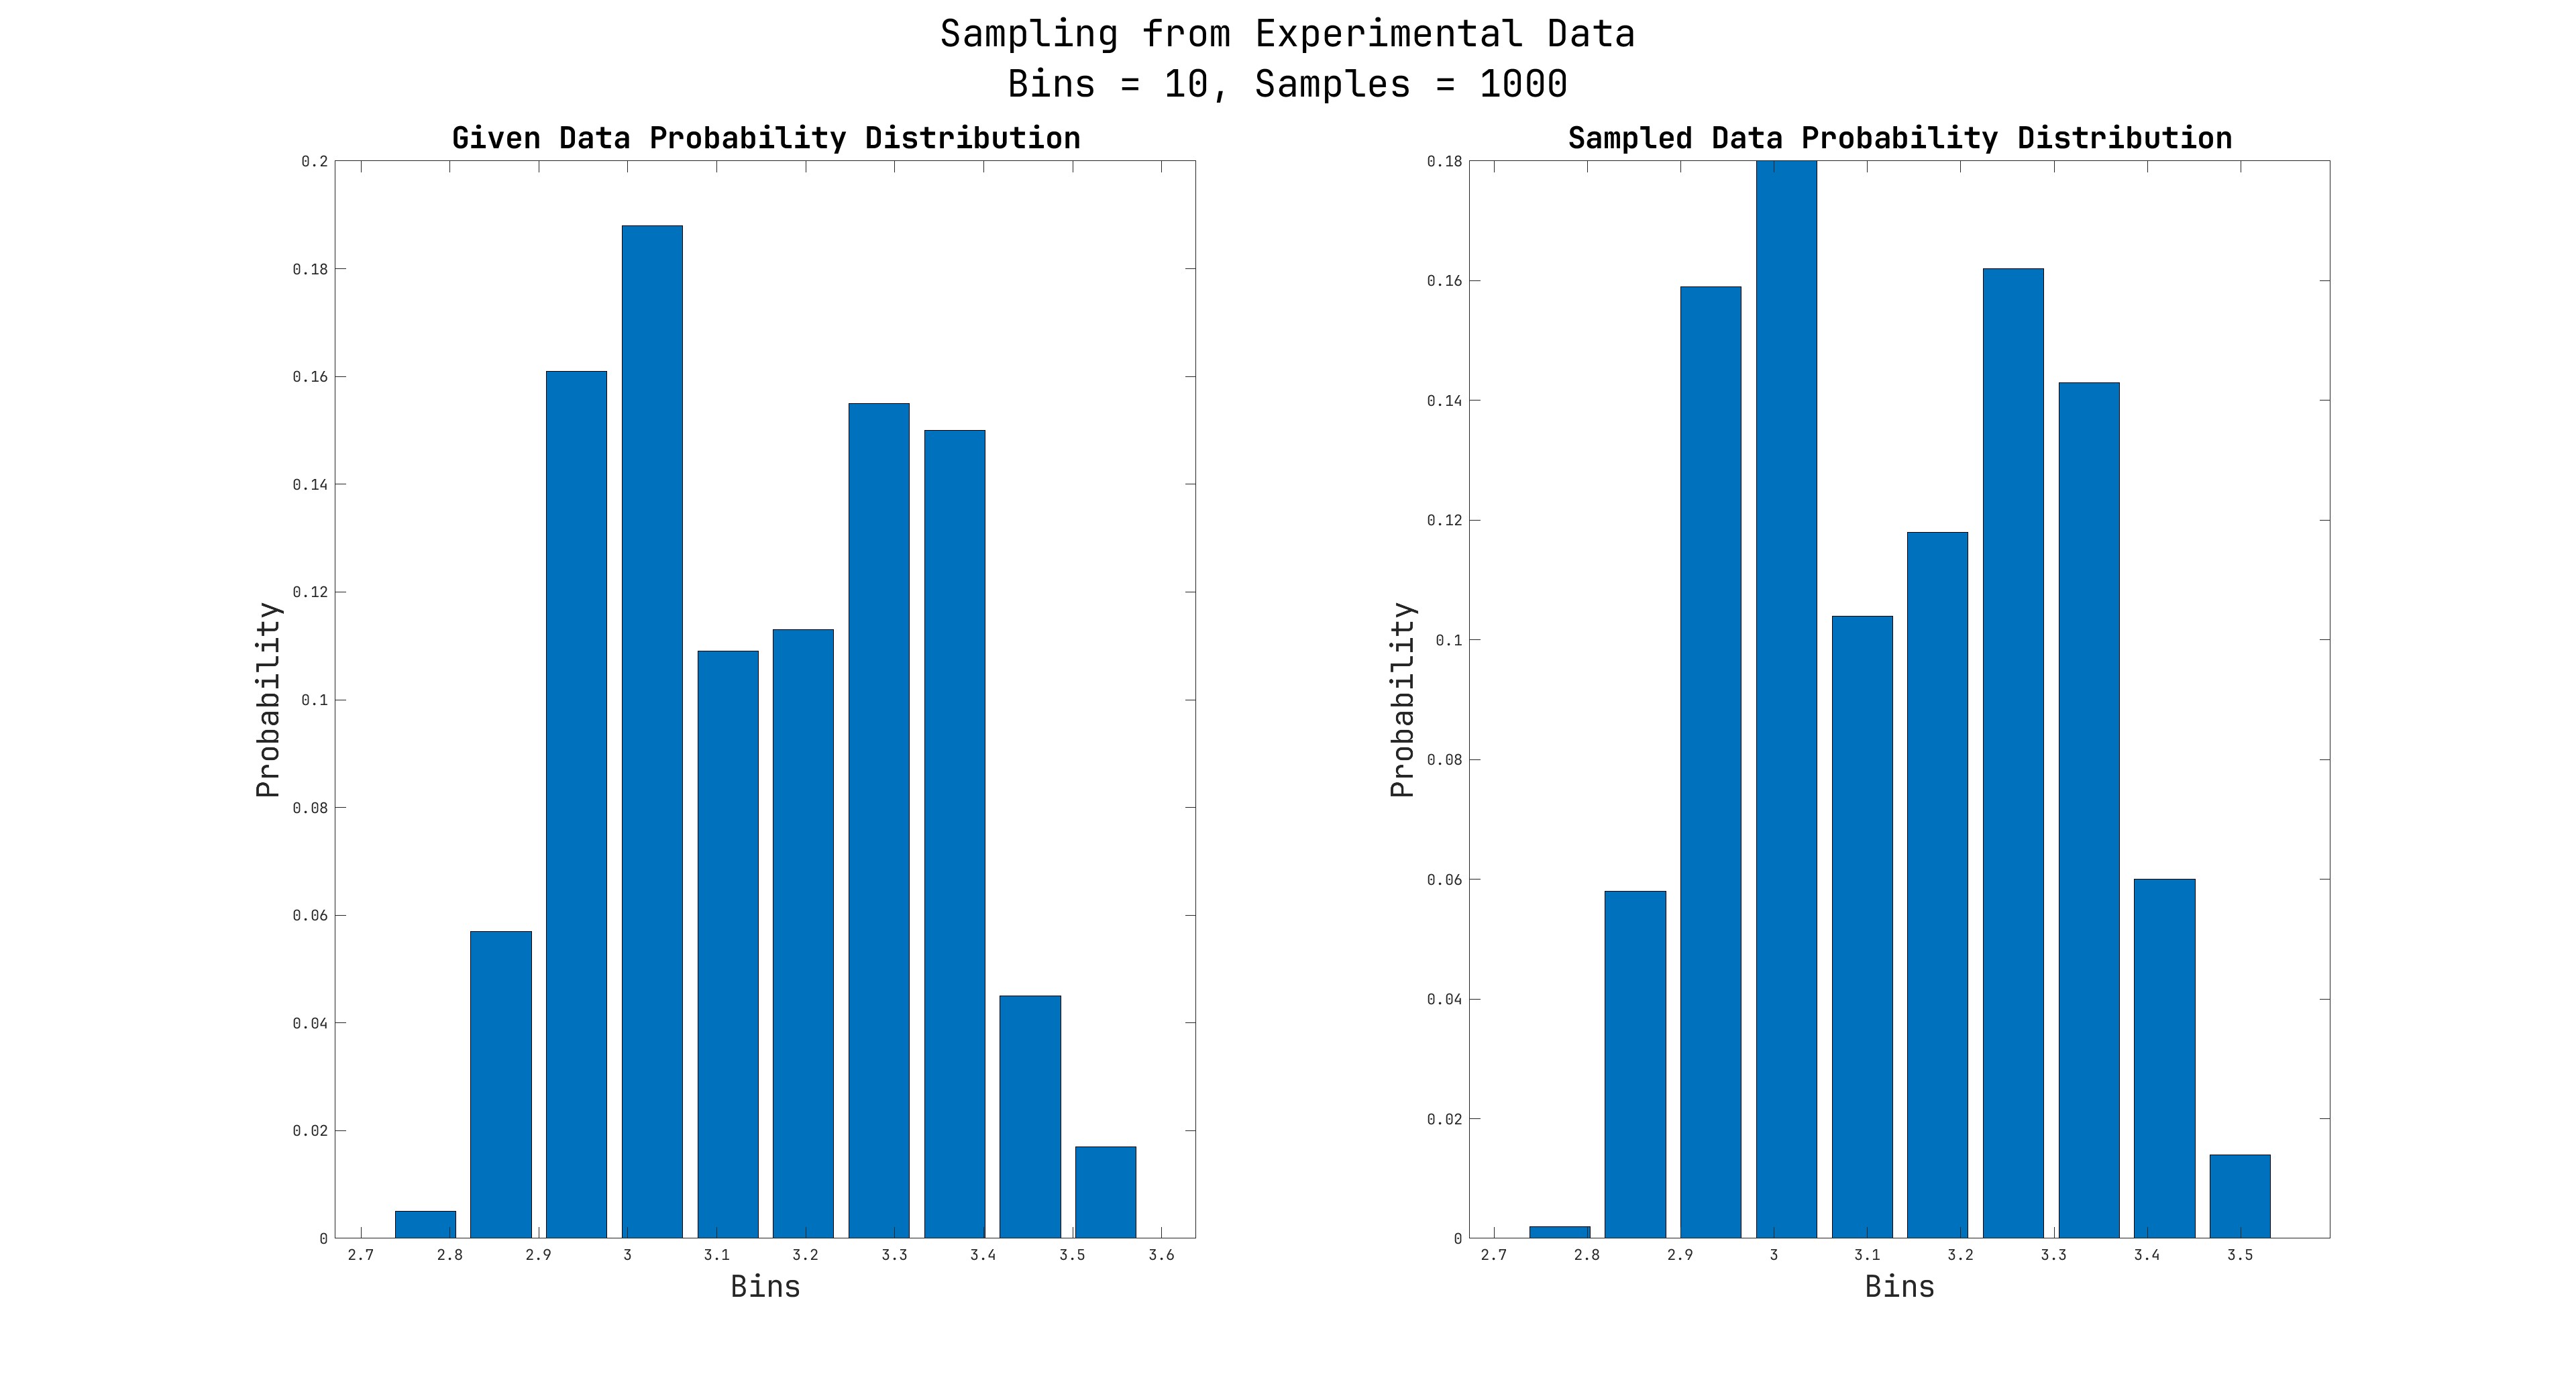 Sampling from Experimental Data
Bins = 10, Samples = 1000
Given Data Probability Distribution
0.2
0.18
0.16
0.14
0.12
0.1
0.08
0.06
0.04
0.02
0
Probability
2.7 2.8 2.9 3 3.1 3.2 3.3 3.4 3.5 3.6
Bins
Sampled Data Probability Distribution
0.18
0.16
0.14
0.12
0.1
0.08
0.06
0.04
0.02
0
Probability
2.7 2.8 2.9 3 3.1 3.2 3.3 3.4 3.5
Bins